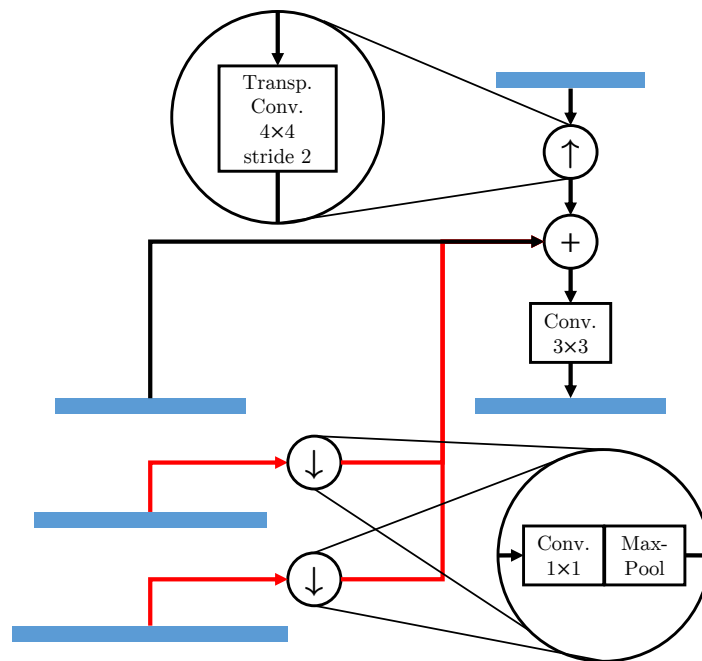 Transp.
Conv.
4×4
stride 2
↑
+
Conv.
3×3
↓
↓
Conv.
1×1
Max-
Pool